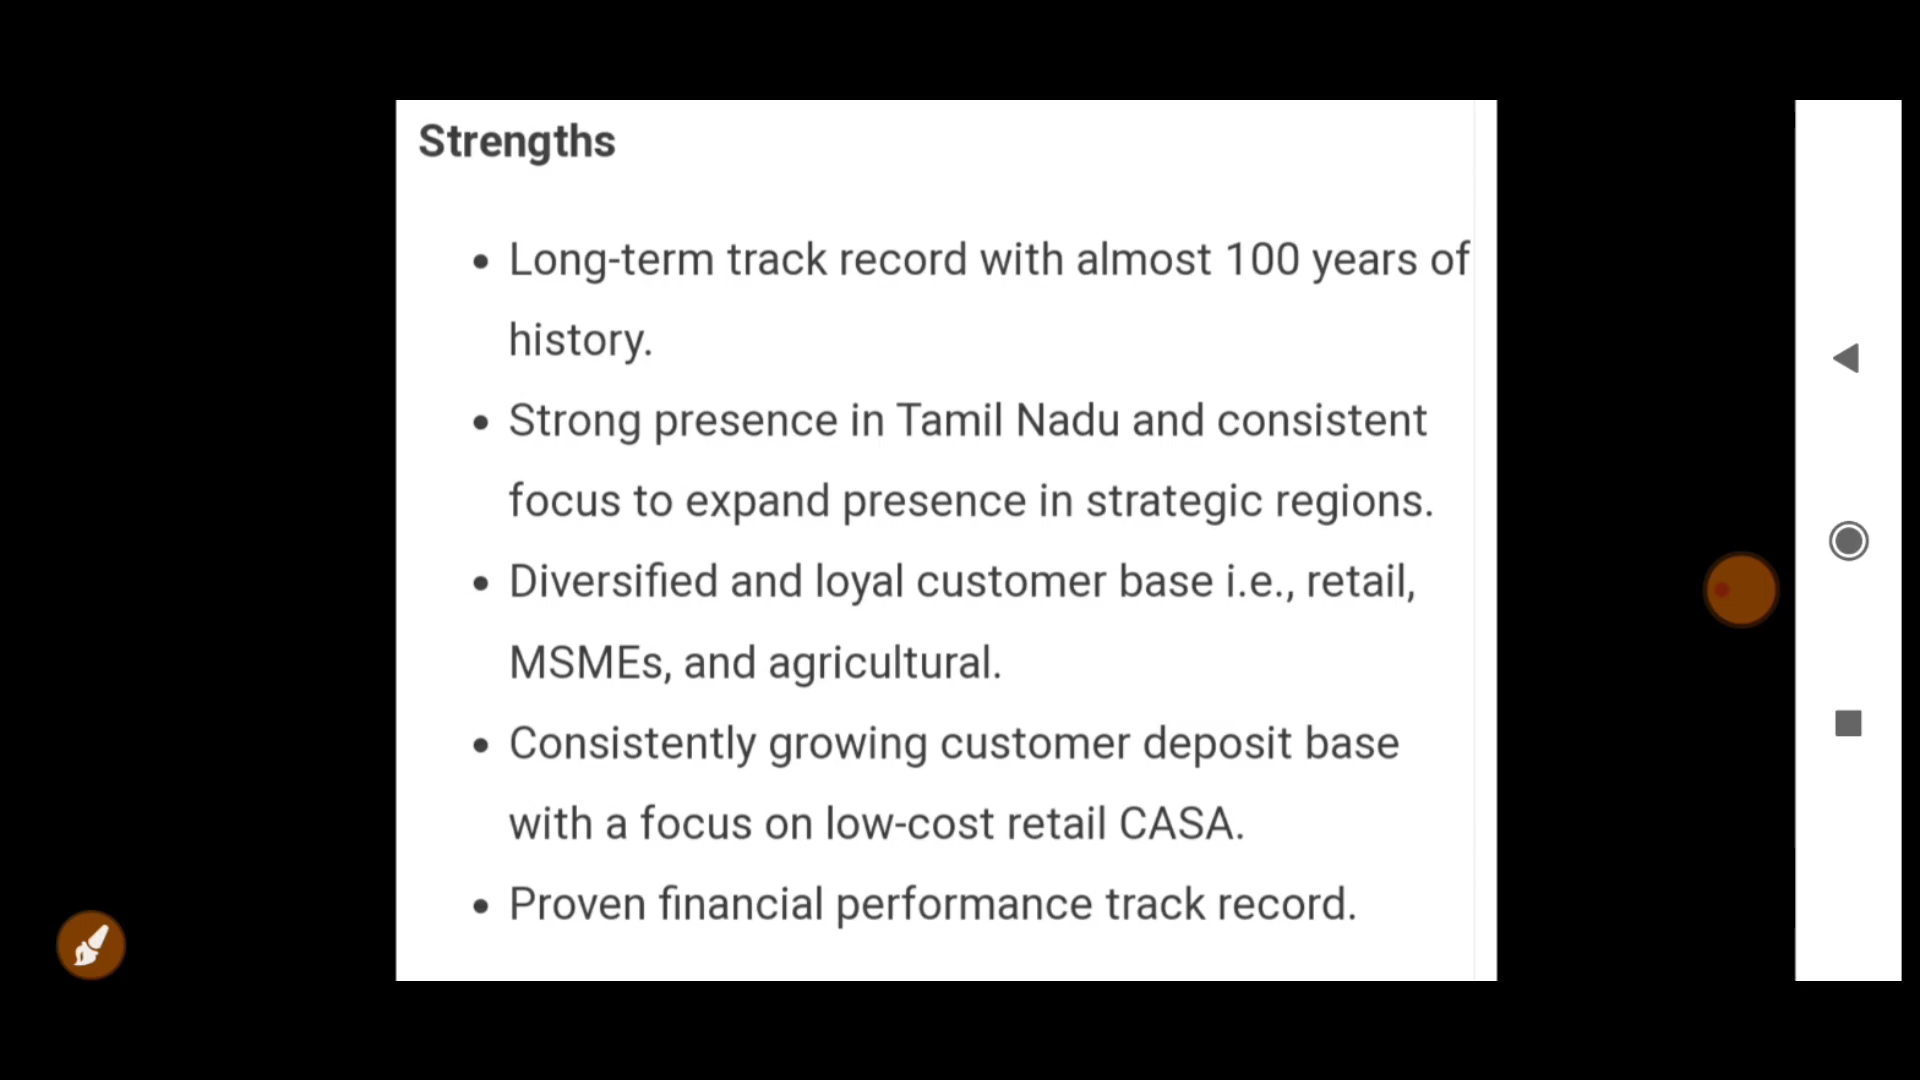 Strengths
• Long-term track record with almost 100 years of
history.
• Strong presence in Tamil Nadu and consistent
focus to expand presence in strategic regions.
• Diversified and loyal customer base i.e., retail,
MSMEs, and agricultural.
• Consistently growing customer deposit base
with a focus on low-cost retail CASA.
• Proven financial performance track record.